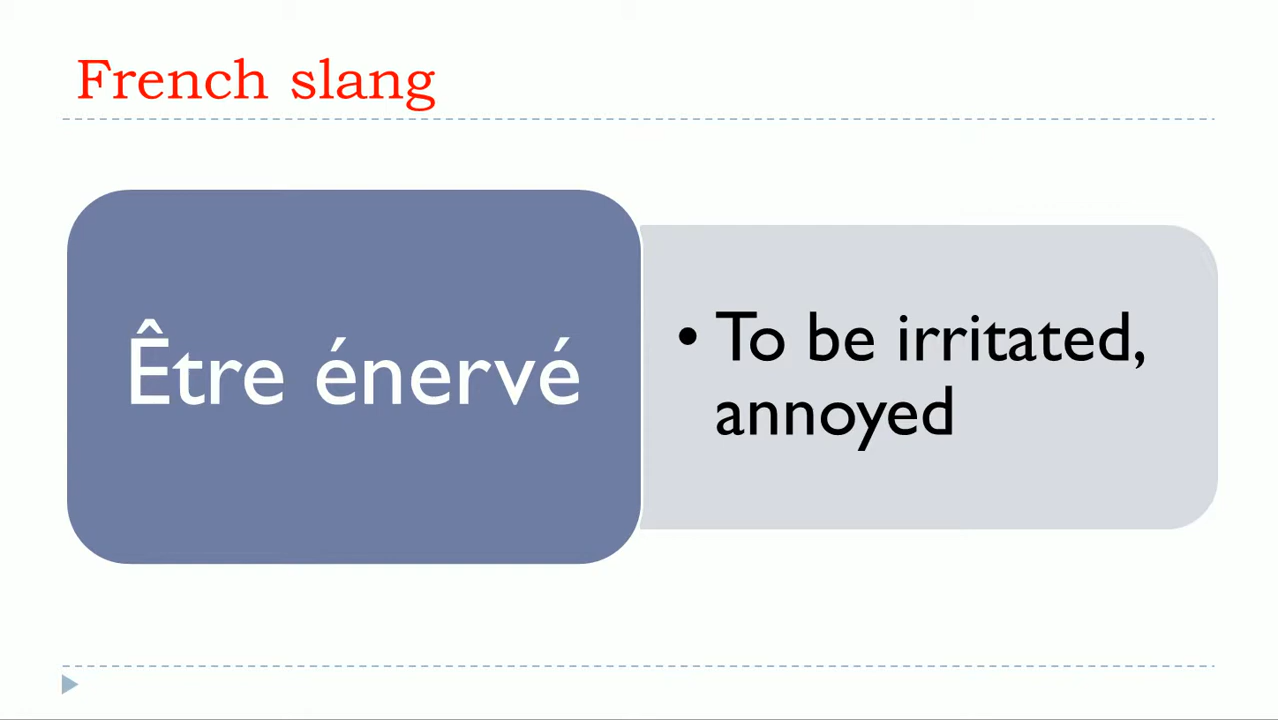 French slang
Être énervé
• To be irritated,
annoyed